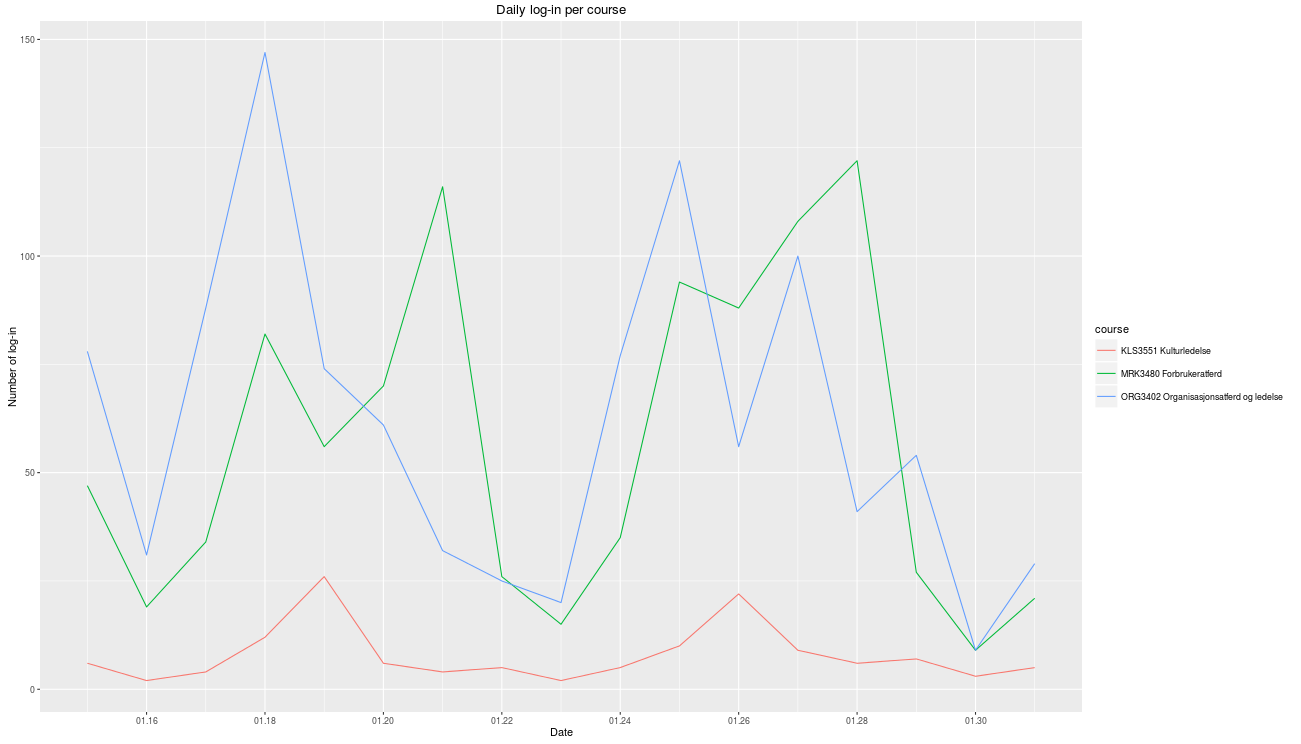 Daily log-in per course
150
100
50
0
Number of log-in
01.16
01.18
01.20
01.22
01.24
01.26
01.28
01.30
Date
course
KLS3551 Kulturledelse
MRK3480 Forbrukeratferd
ORG3402 Organisasjonsatferd og ledelse